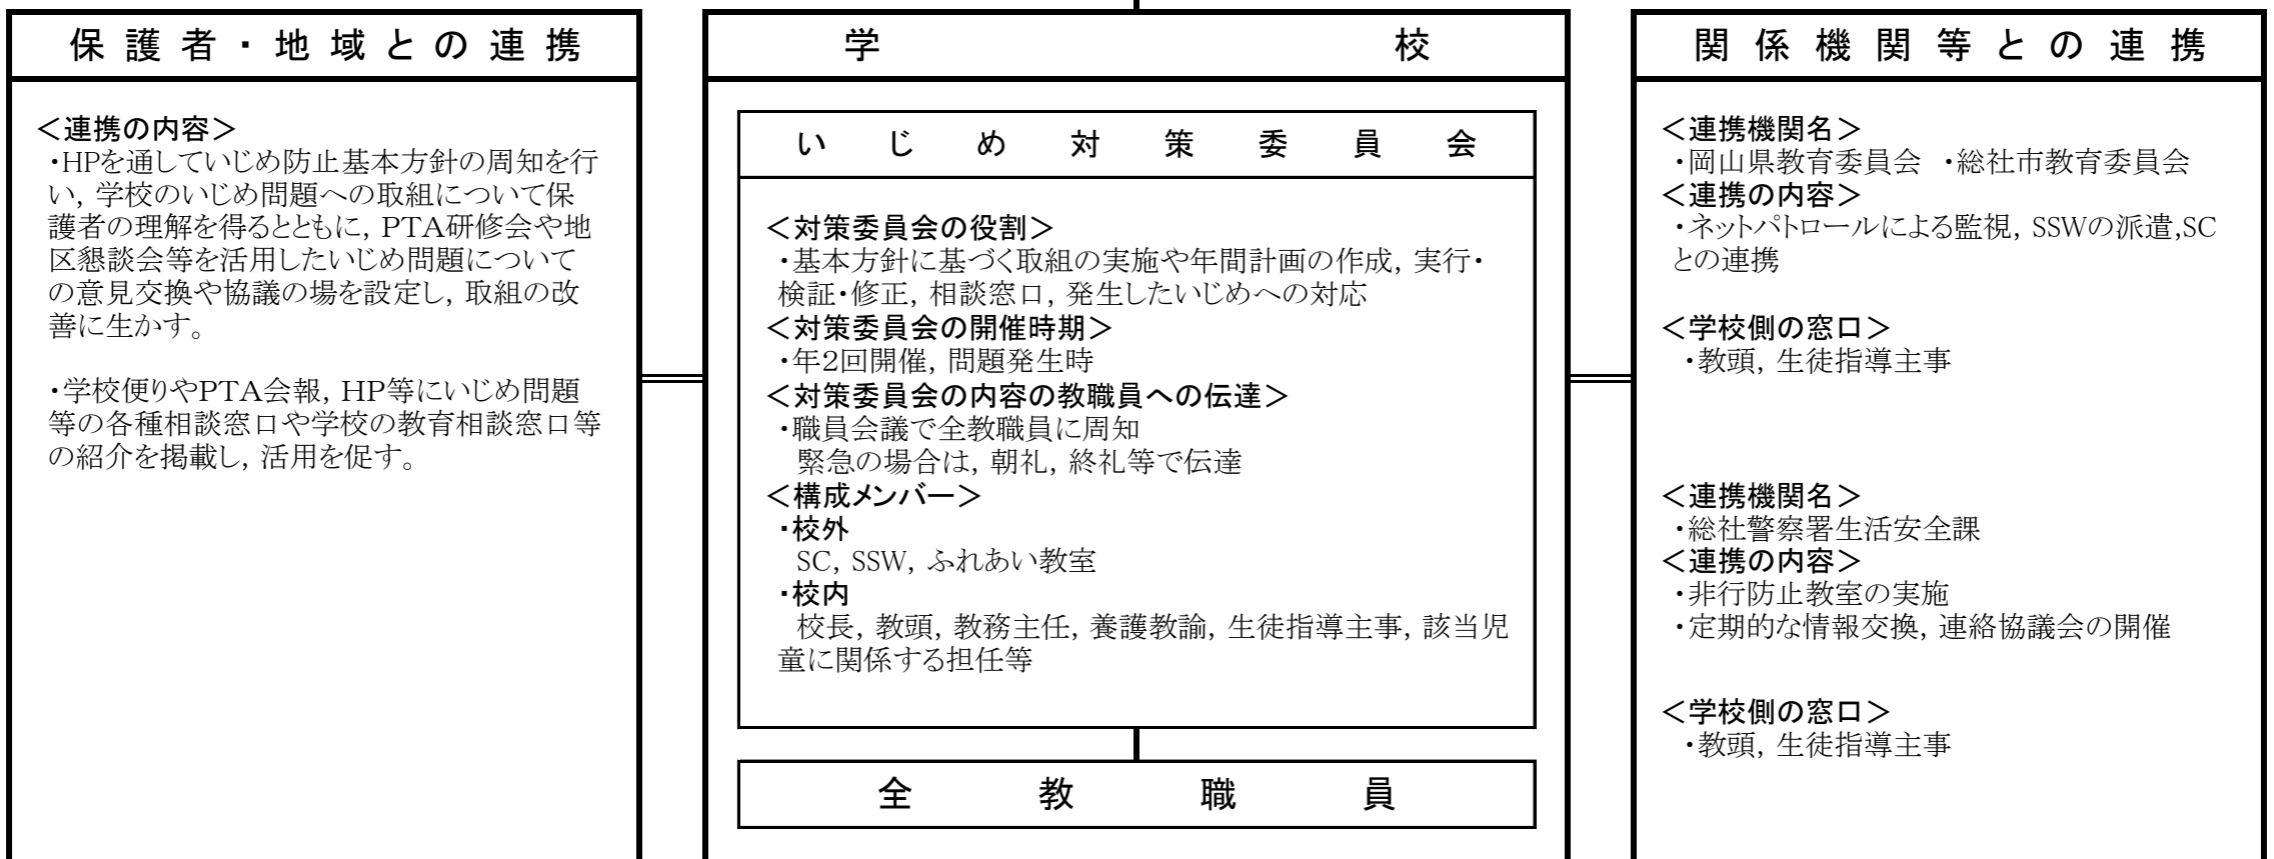 保護者・地域との連携
＜連携の内容＞
・HPを通していじめ防止基本方針の周知を行
い，学校のいじめ問題への取組について保
護者の理解を得るとともに，PTA研修会や地
区懇談会等を活用したいじめ問題について
の意見交換や協議の場を設定し，取組の改
善に生かす。
・学校便りやPTA会報，HP等にいじめ問題
等の各種相談窓口や学校の教育相談窓口等
の紹介を掲載し，活用を促す。
学校
いじめ対策委員会
＜対策委員会の役割＞
・基本方針に基づく取組の実施や年間計画の作成，実行・
検証・修正，相談窓口，発生したいじめへの対応
＜対策委員会の開催時期＞
・年2回開催，問題発生時
＜対策委員会の内容の教職員への伝達＞
・職員会議で全教職員に周知
緊急の場合は，朝礼，終礼等で伝達
＜構成メンバー＞
・校外
SC，SSW，ふれあい教室
・校内
校長，教頭，教務主任，養護教諭，生徒指導主事，該当児
童に関係する担任等
全教職員
関係機関等との連携
＜連携機関名＞
・岡山県教育委員会　・総社市教育委員会
＜連携の内容＞
・ネットパトロールによる監視，SSWの派遣,SC
との連携
＜学校側の窓口＞
・教頭，生徒指導主事
＜連携機関名＞
・総社警察署生活安全課
＜連携の内容＞
・非行防止教室の実施
・定期的な情報交換，連絡協議会の開催
＜学校側の窓口＞
・教頭，生徒指導主事